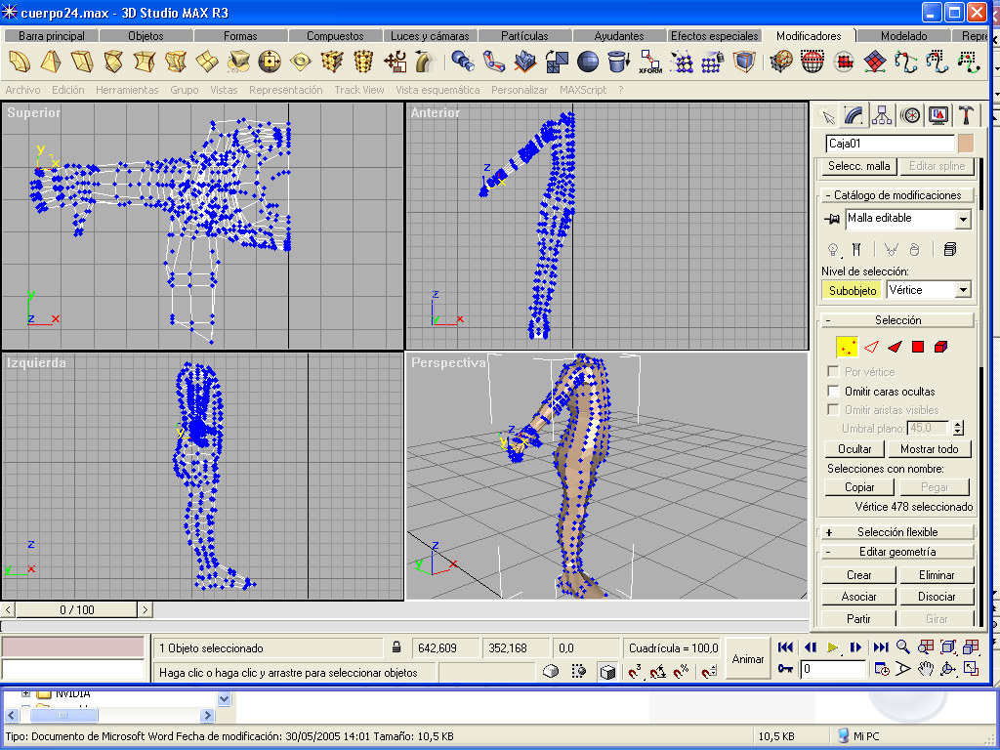 cuerpo24.max - 3D Studio MAX R3
Barra principal Objetos Formas Compuestos Luces y cámaras Partículas Ayudantes Efectos especiales Modificadores Modelado
XFORM
Archivo Edición Herramientas Grupo Vistas Representación Track View Vista esquemática Personalizar MAXScript ?
Superior
y
x
y
z x
Anterior
z
z
y x
Izquierda
y
z
x x
Perspectiva
z
y x
z
y x
Caja01
Selecc. malla Editar spline
- Catálogo de modificaciones
Malla editable
Nivel de selección:
Subobjeto Vértice
- Selección
Por vértice
Omitir caras ocultas
Omitir aristas visibles
Umbral plano: 45,0
Ocultar Mostrar todo
Selecciones con nombre:
Copiar Pegar
Vértice 478 seleccionado
+ Selección flexible
- Editar geometría
Crear Eliminar
Asociar Disociar
Partir Girar
< 0 / 100 >
1 Objeto seleccionado 642,609 352,168 0,0 Cuadrícula = 100,0
Animar
Haga clic o haga clic y arrastre para seleccionar objetos 0
NVIDIA
Tipo: Documento de Microsoft Word Fecha de modificación: 30/05/2005 14:01 Tamaño: 10,5 KB 10,5 KB Mi PC